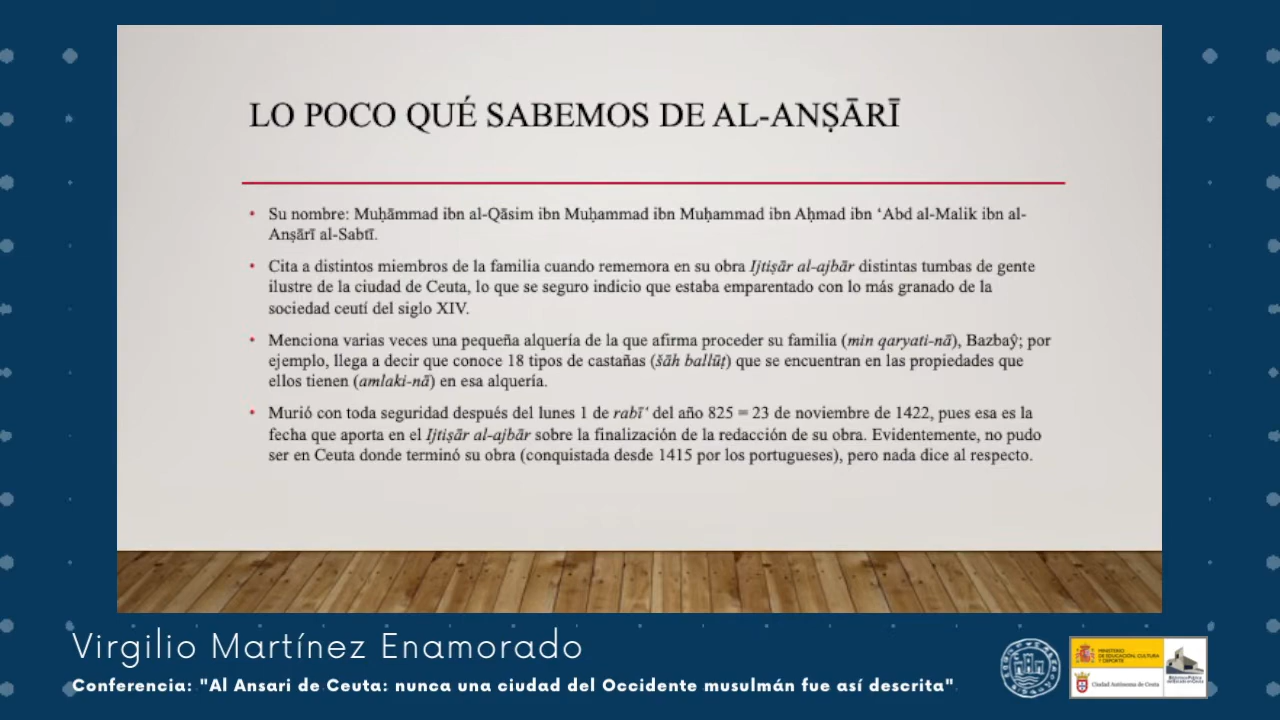 LO POCO QUÉ SABEMOS DE AL-ANṢĀRĪ
• Su nombre: Muḥāmmad ibn al-Qāsim ibn Muḥammad ibn Muḥammad ibn Aḥmad ibn ‘Abd al-Malik ibn al-
Anṣārī al-Sabtī.
• Cita a distintos miembros de la familia cuando rememora en su obra Ijtiṣār al-ajbār distintas tumbas de gente
ilustre de la ciudad de Ceuta, lo que se seguro indicio que estaba emparentado con lo más granado de la
sociedad ceutí del siglo XIV.
• Menciona varias veces una pequeña alquería de la que afirma proceder su familia (min qaryati-nā), Bazbaŷ; por
ejemplo, llega a decir que conoce 18 tipos de castañas (šāh ballūṭ) que se encuentran en las propiedades que
ellos tienen (amlaki-nā) en esa alquería.
• Murió con toda seguridad después del lunes 1 de rabī‘ del año 825 = 23 de noviembre de 1422, pues esa es la
fecha que aporta en el Ijtiṣār al-ajbār sobre la finalización de la redacción de su obra. Evidentemente, no pudo
ser en Ceuta donde terminó su obra (conquistada desde 1415 por los portugueses), pero nada dice al respecto.
Virgilio Martínez Enamorado
Conferencia: "Al Ansari de Ceuta: nunca una ciudad del Occidente musulmán fue así descrita"
MINISTERIO
DE EDUCACIÓN, CULTURA
Y DEPORTE
Ciudad Autónoma de Ceuta